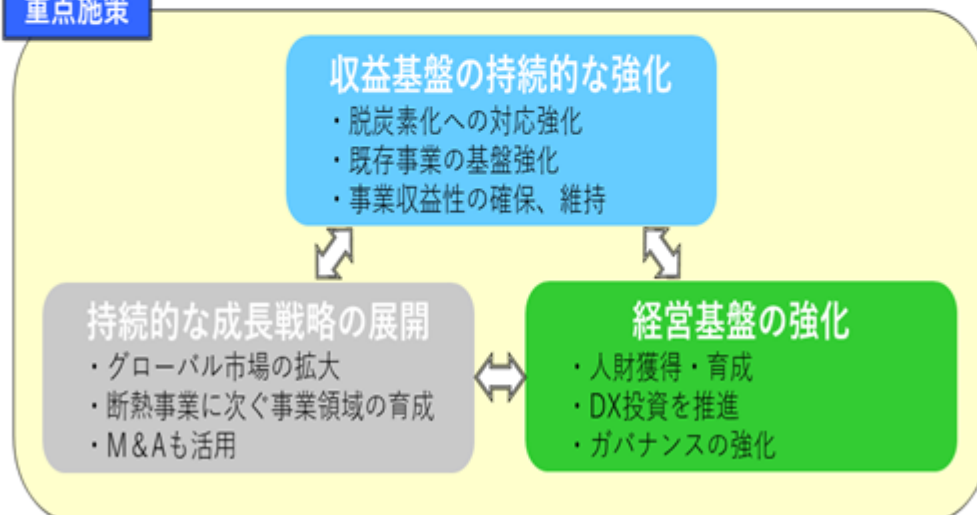 重点施策
収益基盤の持続的な強化
・脱炭素化への対応強化
・既存事業の基盤強化
・事業収益性の確保、維持
持続的な成長戦略の展開
・グローバル市場の拡大
・断熱事業に次ぐ事業領域の育成
・M&Aも活用
経営基盤の強化
・人財獲得・育成
・DX投資を推進
・ガバナンスの強化